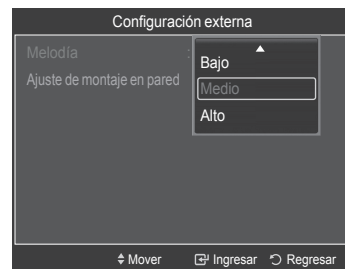 Configuración externa
Melodía :
Bajo
Medio
Ajuste de montaje en pared
Alto
Mover Ingresar Regresar